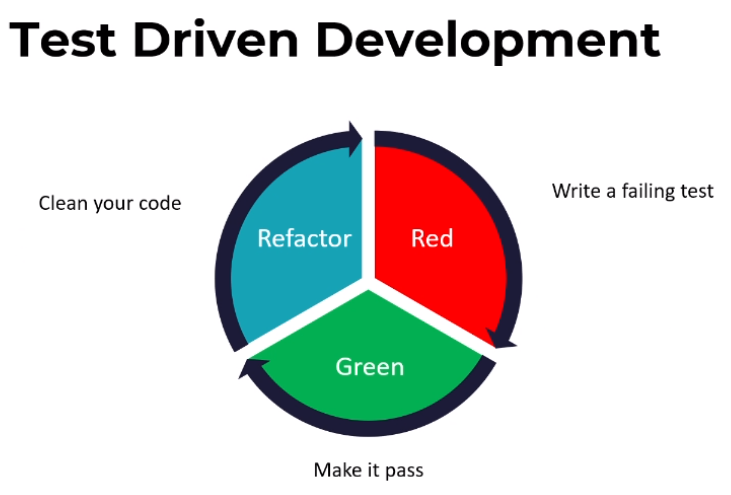 Test Driven Development
Clean your code
Write a failing test
Refactor
Red
Green
Make it pass